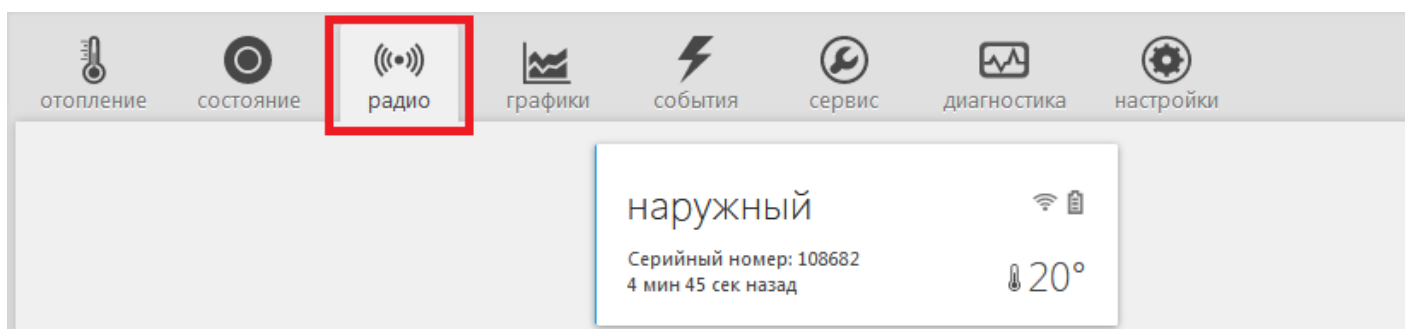 отопление состояние радио графики события сервис диагностика настройки
наружный
Серийный номер: 108682
4 мин 45 сек назад
20°